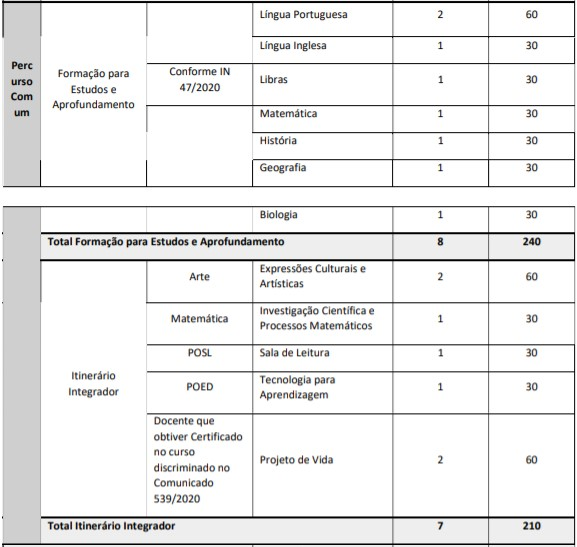 Perc
urso
Com
um
Formação para
Estudos e
Aprofundamento
Conforme IN
47/2020
Língua Portuguesa 2 60
Língua Inglesa 1 30
Libras 1 30
Matemática 1 30
História 1 30
Geografia 1 30
Biologia 1 30
Total Formação para Estudos e Aprofundamento 8 240
Itinerário
Integrador
Arte
Expressões Culturais e
Artísticas
2 60
Matemática
Investigação Científica e
Processos Matemáticos
1 30
POSL Sala de Leitura 1 30
POED
Tecnologia para
Aprendizagem
1 30
Docente que
obtiver Certificado
no curso
discriminado no
Comunicado
539/2020
Projeto de Vida 2 60
Total Itinerário Integrador 7 210